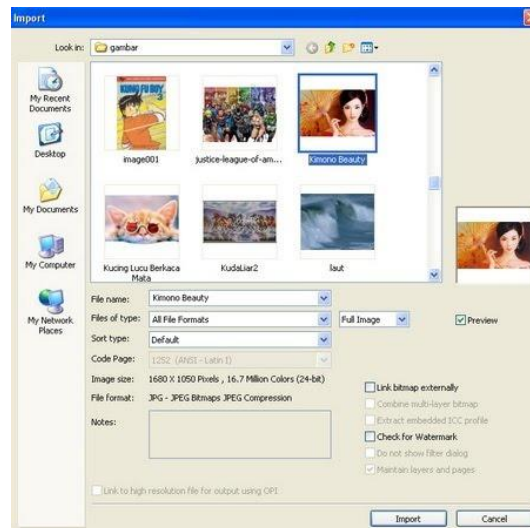 Import
Look in: gambar
My Recent Documents
Desktop
My Documents
My Computer
My Network Places
KUNG FU BOY
3
image001
justice-league-of-am...
Kimono Beauty
Kucing Lucu Berkaca Mata
KudaLiar2
laut
File name: Kimono Beauty
Files of type: All File Formats Full Image Preview
Sort type: Default
Code Page: 1252 (ANSI - Latin I)
Image size: 1680 X 1050 Pixels , 16.7 Million Colors (24-bit)
File format: JPG - JPEG Bitmaps JPEG Compression
Notes:
Link bitmap externally
Combine multi-layer bitmap
Extract embedded ICC profile
Check for Watermark
Do not show filter dialog
Maintain layers and pages
Link to high resolution file for output using OPI
Import Cancel